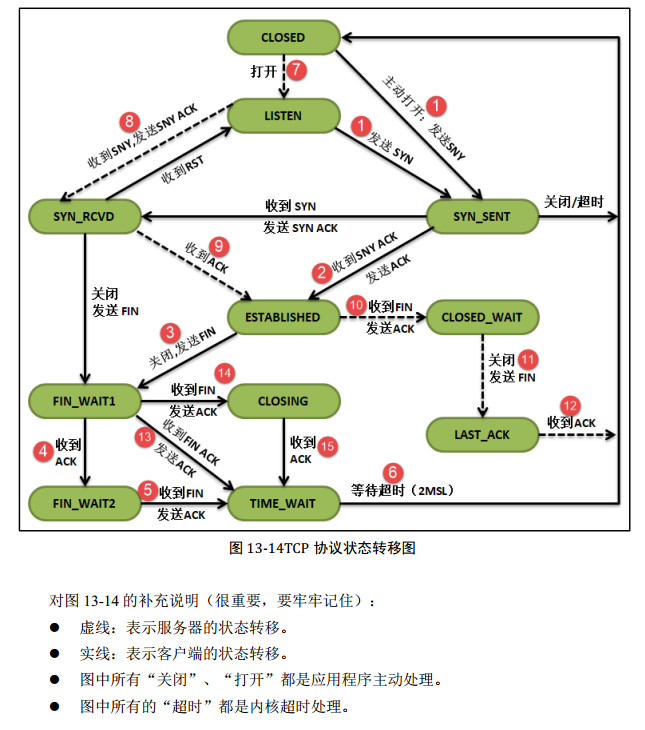 CLOSED
打开 7
主动打开：发送SNY 1
LISTEN
8 收到SNY,发送SNY ACK
收到RST
1 发送 SYN
SYN_RCVD
收到 SYN
发送 SYN ACK
SYN_SENT
关闭/超时
9 收到ACK
2 收到SNY ACK
发送ACK
关闭
发送 FIN
ESTABLISHED
10 收到FIN
发送ACK
CLOSED_WAIT
3 关闭,发送FIN
关闭 11
发送 FIN
FIN_WAIT1
收到FIN 14
发送ACK
CLOSING
LAST_ACK
12
收到ACK
4 收到
ACK
13 收到FIN ACK
发送ACK
收到
ACK 15
FIN_WAIT2
5 收到FIN
发送ACK
TIME_WAIT
6
等待超时（2MSL）
图 13-14TCP 协议状态转移图
对图 13-14 的补充说明（很重要，要牢牢记住）：
● 虚线：表示服务器的状态转移。
● 实线：表示客户端的状态转移。
● 图中所有“关闭”、“打开”都是应用程序主动处理。
● 图中所有的“超时”都是内核超时处理。